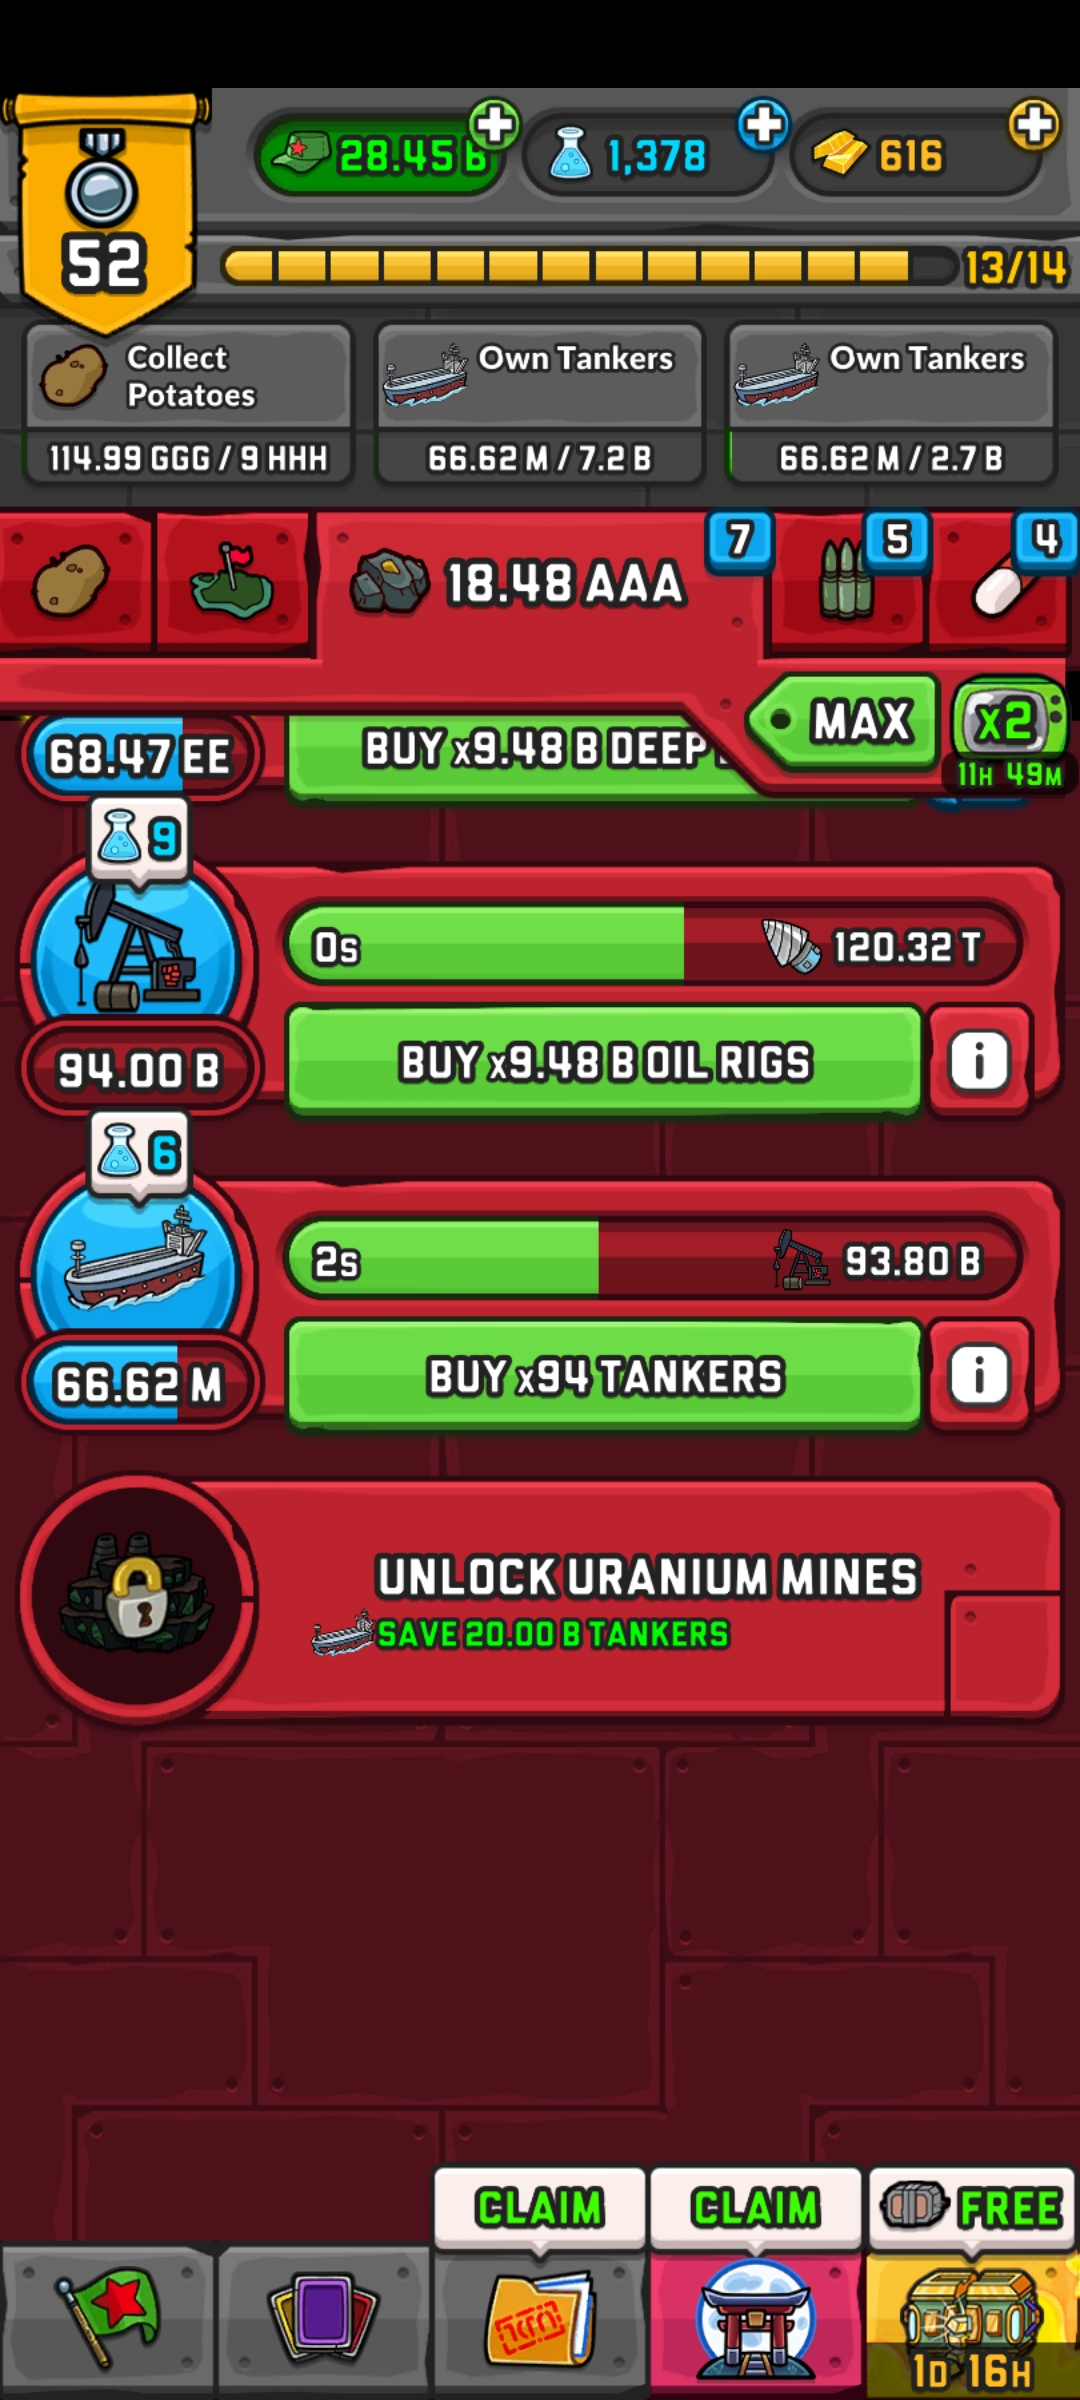 28.45 B
1,378
616
52
13/14
Collect
Potatoes
Own Tankers
Own Tankers
114.99 GGG / 9 HHH
66.62 M / 7.2 B
66.62 M / 2.7 B
7
5
4
18.48 AAA
MAX
x2
11H 49M
68.47 EE
BUY x9.48 B DEEP
9
0s
120.32 T
94.00 B
BUY x9.48 B OIL RIGS
i
6
2s
93.80 B
66.62 M
BUY x94 TANKERS
i
UNLOCK URANIUM MINES
SAVE 20.00 B TANKERS
CLAIM
CLAIM
FREE
1D 16H